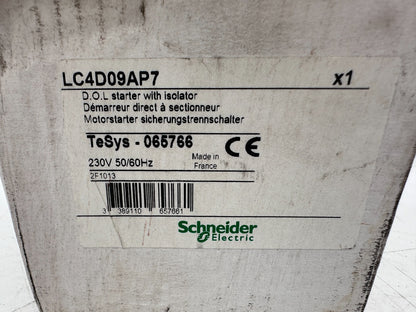 LC4D09AP7 x1
D.O.L starter with isolator
Démarreur direct à sectionneur
Motorstarter sicherungstrennschalter
TeSys - 065766 CE
230V 50/60Hz Made in France
2F1013
3 389110 657661
Schneider
Electric